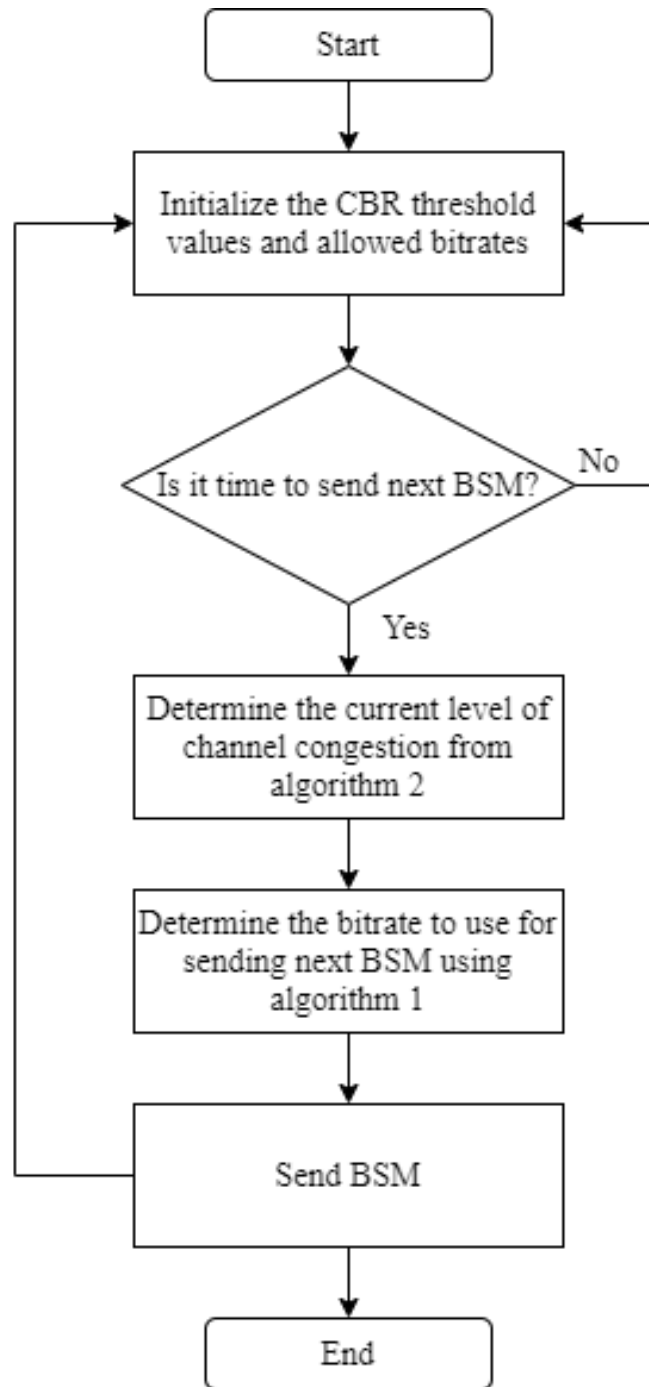 Start
Initialize the CBR threshold
values and allowed bitrates
Is it time to send next BSM?
No
Yes
Determine the current level of
channel congestion from
algorithm 2
Determine the bitrate to use for
sending next BSM using
algorithm 1
Send BSM
End